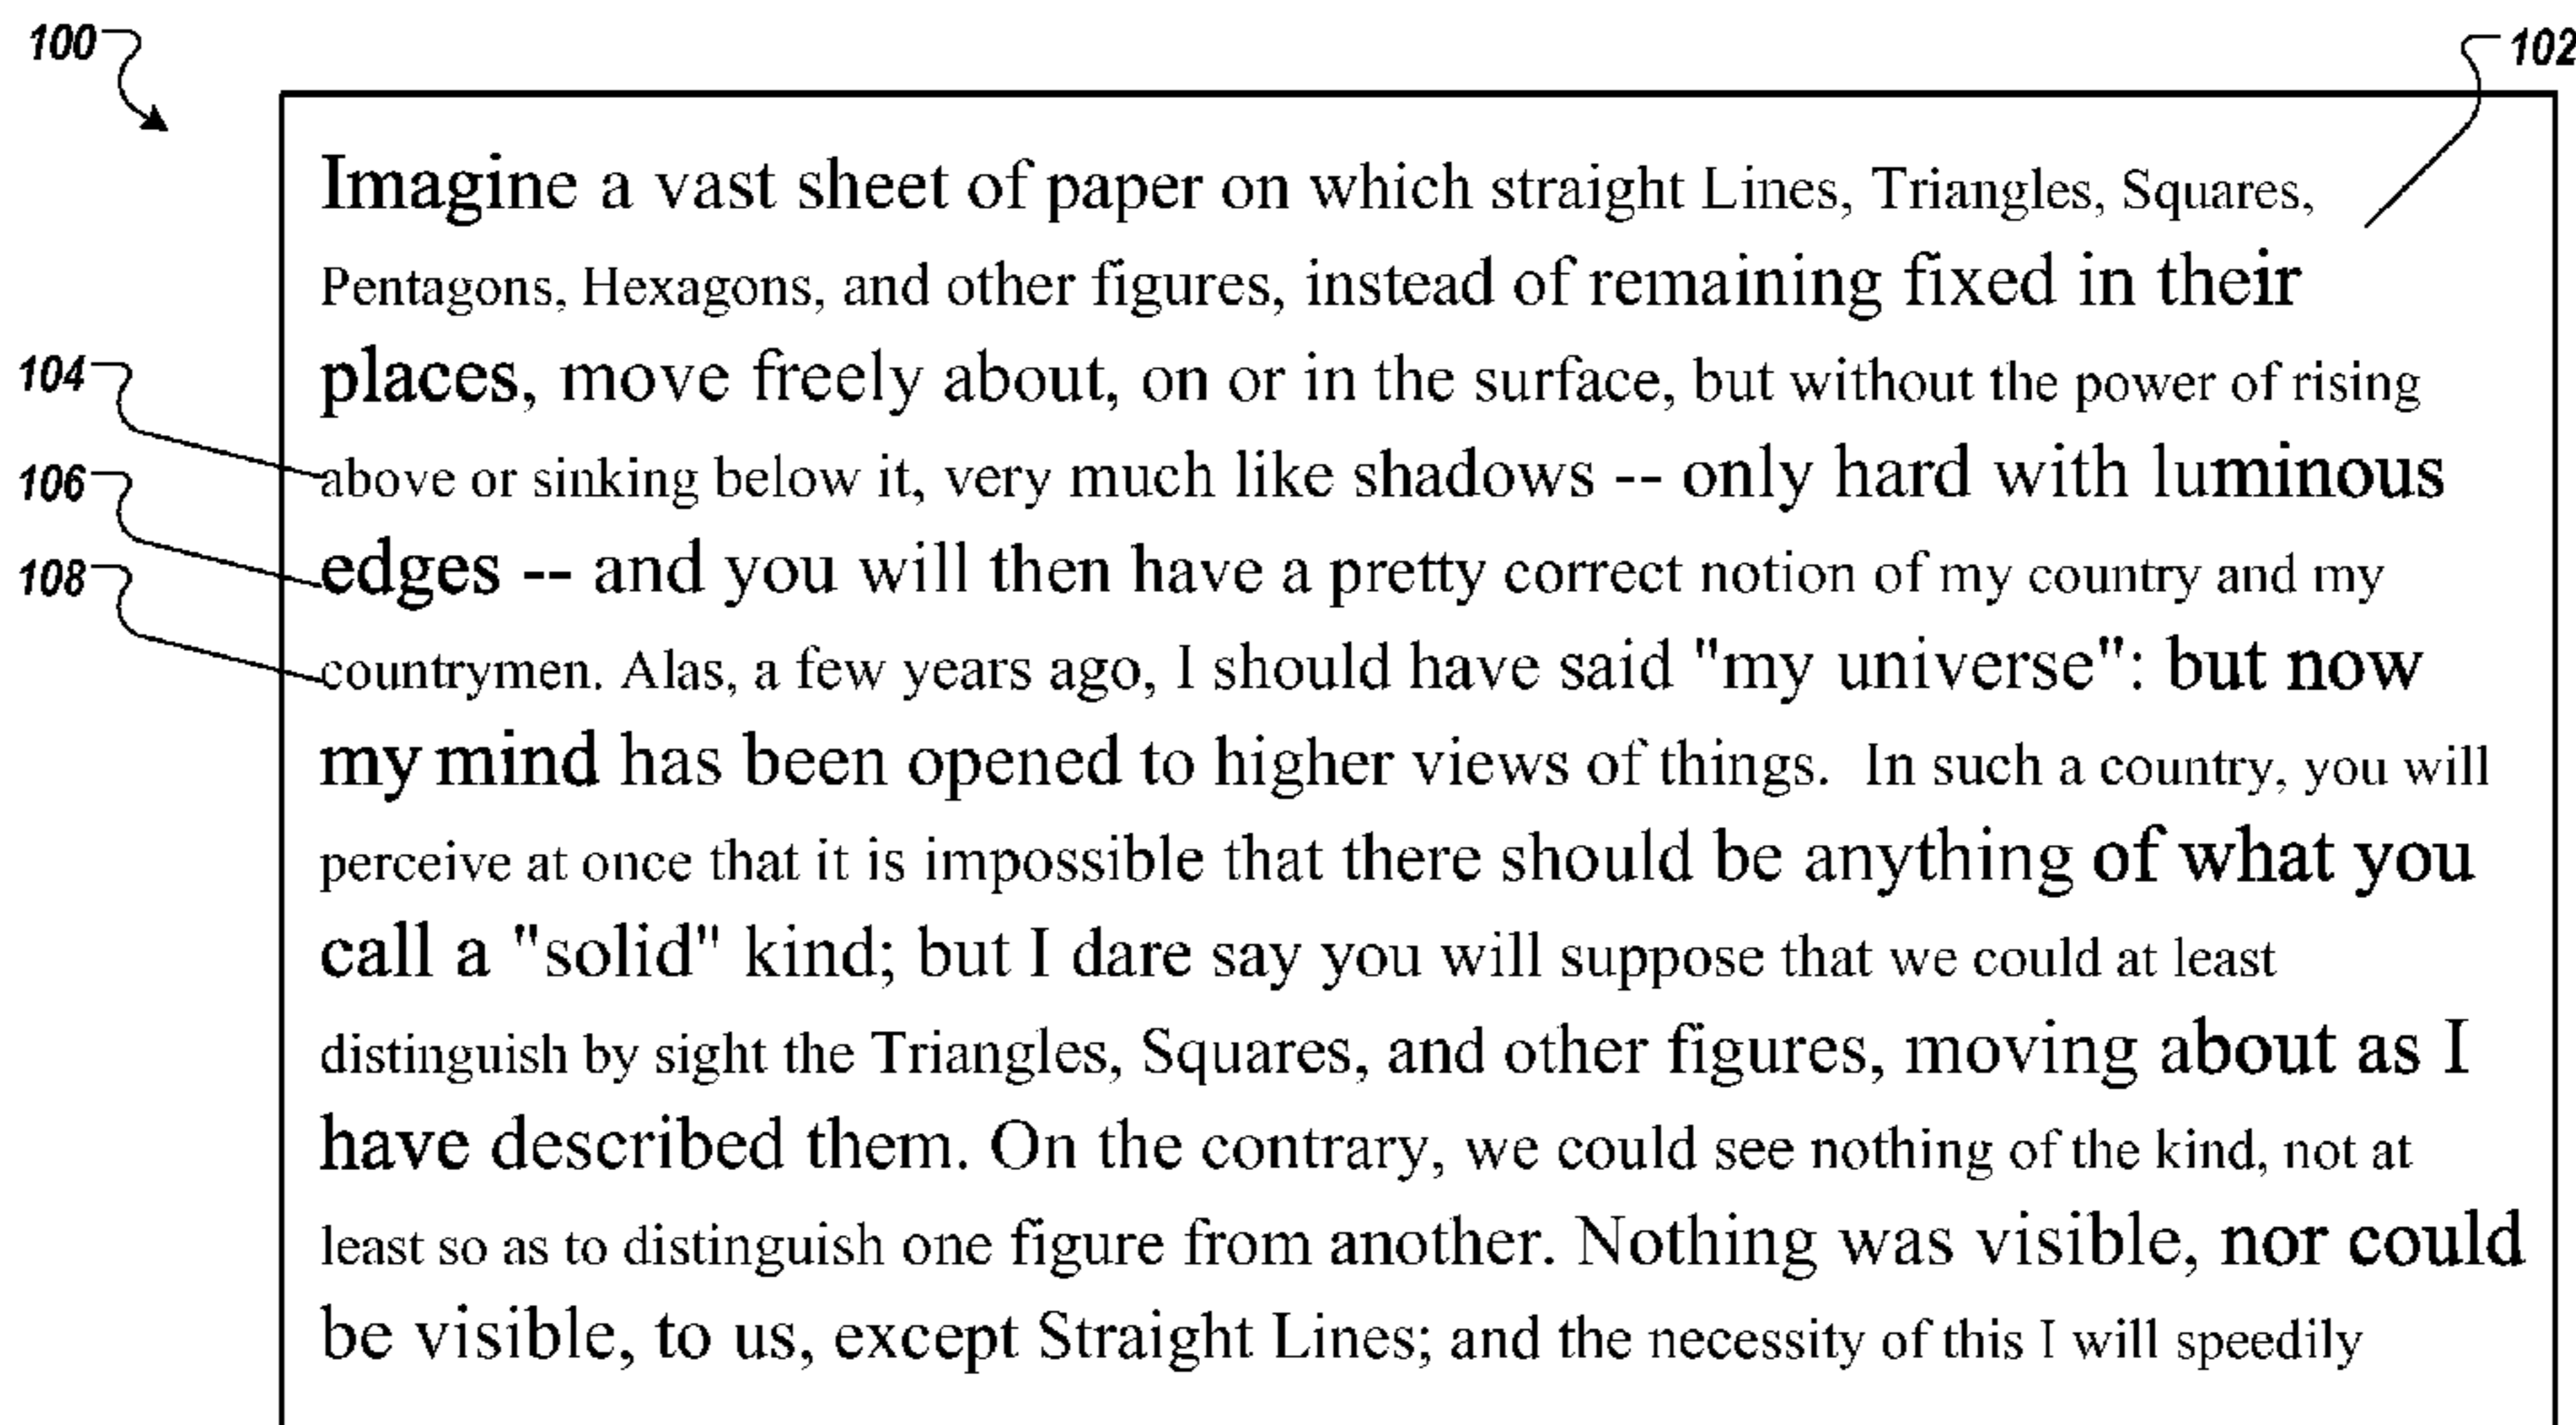 100
102
Imagine a vast sheet of paper on which straight Lines, Triangles, Squares,
Pentagons, Hexagons, and other figures, instead of remaining fixed in their
104
places, move freely about, on or in the surface, but without the power of rising
106
above or sinking below it, very much like shadows -- only hard with luminous
108
edges -- and you will then have a pretty correct notion of my country and my
countrymen. Alas, a few years ago, I should have said "my universe": but now
my mind has been opened to higher views of things. In such a country, you will
perceive at once that it is impossible that there should be anything of what you
call a "solid" kind; but I dare say you will suppose that we could at least
distinguish by sight the Triangles, Squares, and other figures, moving about as I
have described them. On the contrary, we could see nothing of the kind, not at
least so as to distinguish one figure from another. Nothing was visible, nor could
be visible, to us, except Straight Lines; and the necessity of this I will speedily